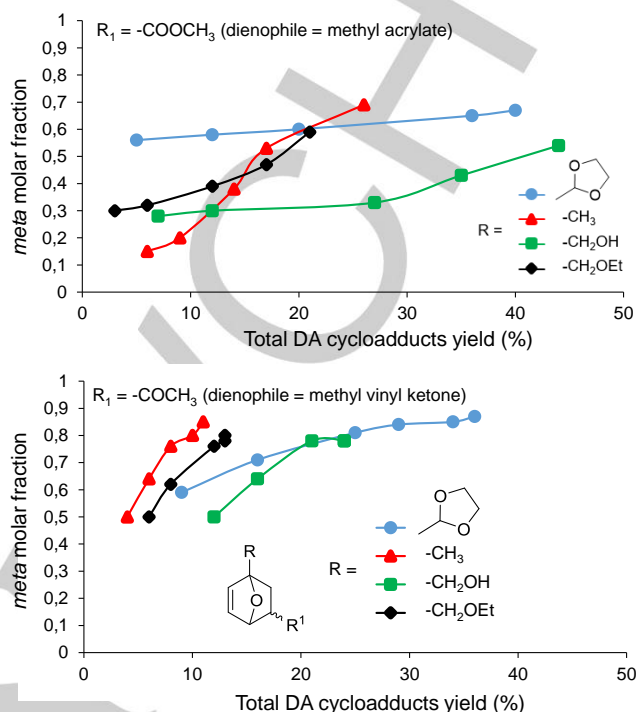 R₁ = -COOCH₃ (dienophile = methyl acrylate)
meta molar fraction
1
0,9
0,8
0,7
0,6
0,5
0,4
0,3
0,2
0,1
0
0 10 20 30 40 50
Total DA cycloadducts yield (%)
R =
O
O
-CH₃
-CH₂OH
-CH₂OEt
R₁ = -COCH₃ (dienophile = methyl vinyl ketone)
meta molar fraction
1
0,9
0,8
0,7
0,6
0,5
0,4
0,3
0,2
0,1
0
0 10 20 30 40 50
Total DA cycloadducts yield (%)
R
O
R¹
R =
O
O
-CH₃
-CH₂OH
-CH₂OEt